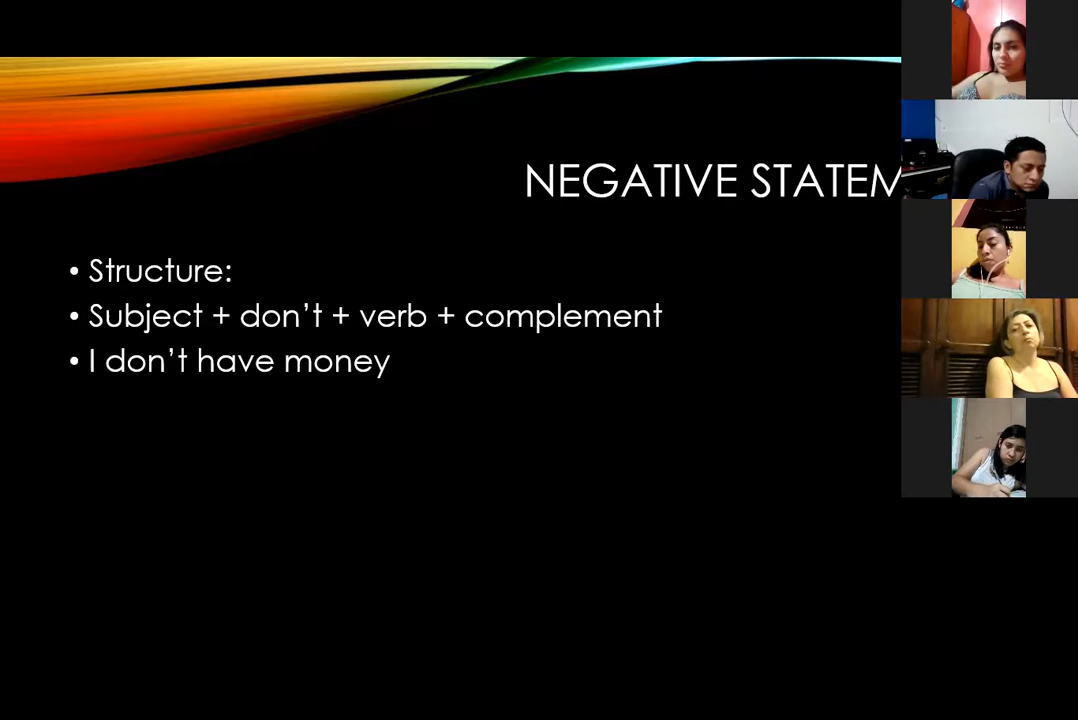 NEGATIVE STATEM
• Structure:
• Subject + don't + verb + complement
• I don't have money